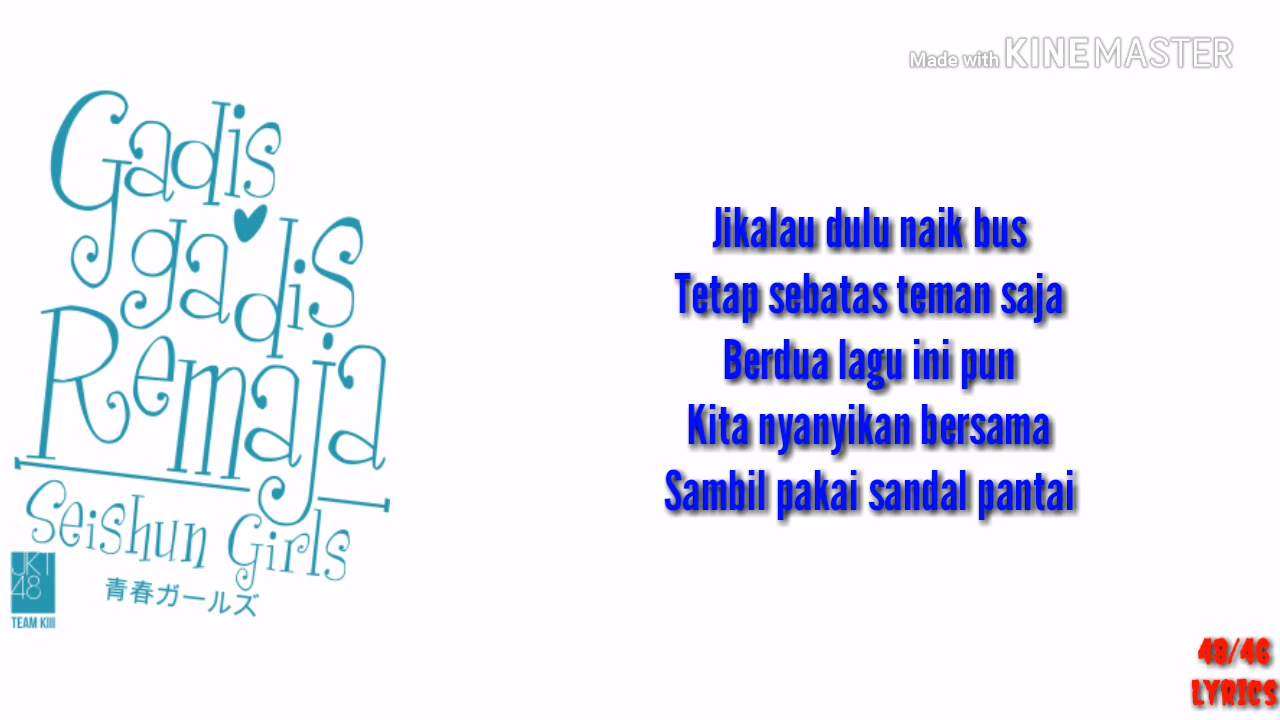 Made with KINEMASTER
Gadis
gadis
Remaja
Seishun Girls
青春ガールズ
JKT
48
TEAM KIII
Jikalau dulu naik bus
Tetap sebatas teman saja
Berdua lagu ini pun
Kita nyanyikan bersama
Sambil pakai sandal pantai
48/46
LYRICS